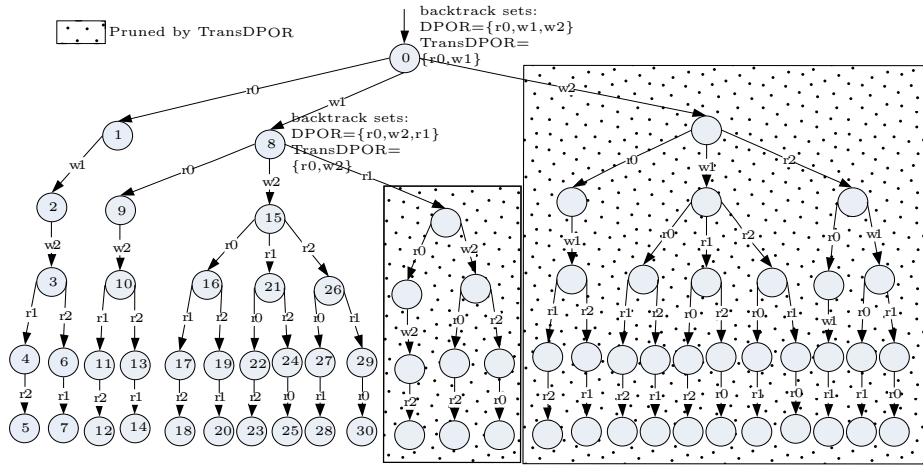 backtrack sets:
DPOR={r0,w1,w2}
TransDPOR=
{r0,w1}
Pruned by TransDPOR
0
r0
w1
w2
backtrack sets:
DPOR={r0,w2,r1}
TransDPOR=
{r0,w2}
1
8
w1
r0
w2
r1
r0
w1
r2
2
9
15
w2
w2
r0
r1
r2
r0
w2
w1
r0
r1
r2
r0
w1
3
10
16
21
26
r1
r2
r1
r2
r1
r2
r0
r2
r0
r1
w2
r0
r2
r1
r2
r1
r2
r0
r2
r0
r1
w1
r0
r1
4
6
11
13
17
19
22
24
27
29
r2
r1
r2
r1
r2
r1
r2
r0
r1
r0
r2
r2
r0
r2
r1
r2
r1
r2
r0
r1
r0
r1
r1
r0
5
7
12
14
18
20
23
25
28
30